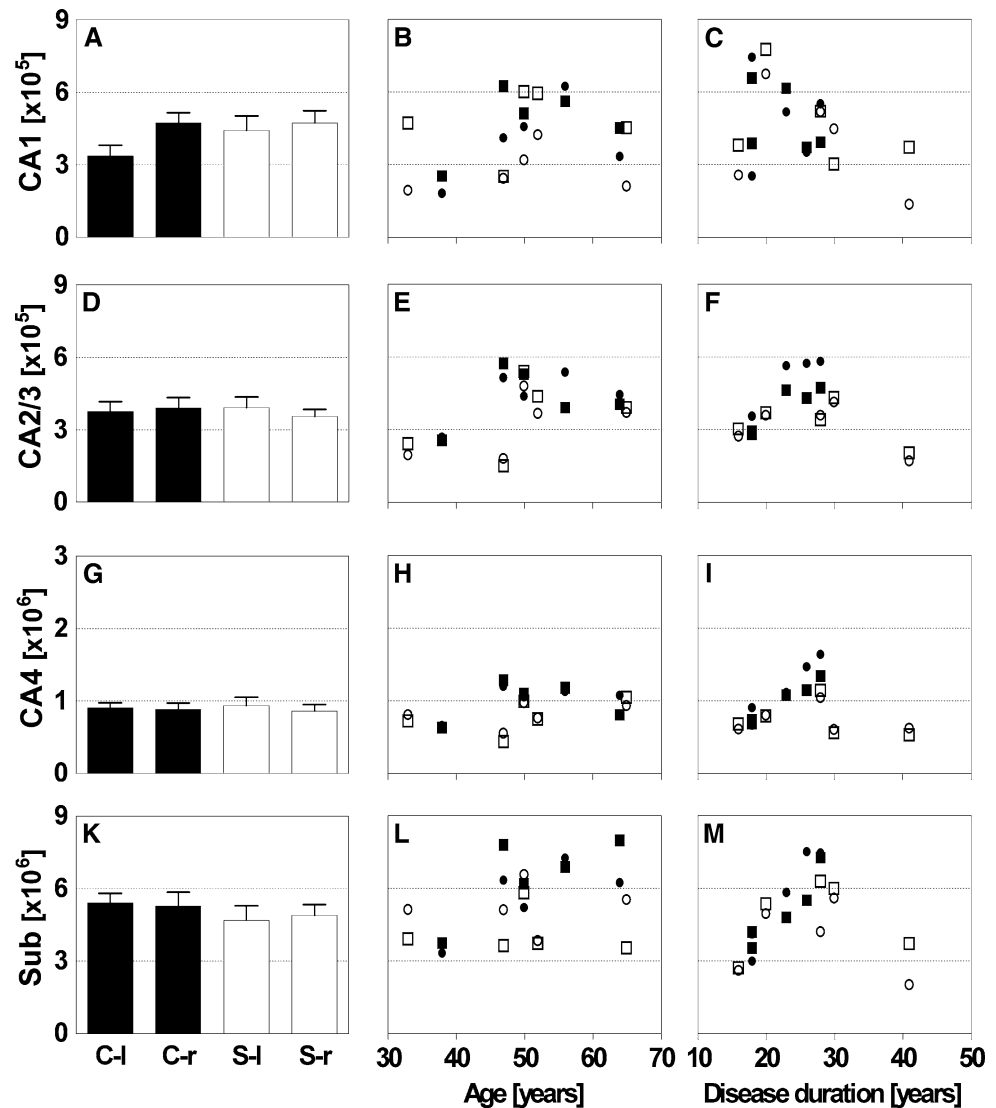 A
B
C
CA1 [x10⁵]
9
6
3
0
D
E
F
CA2/3 [x10⁵]
9
6
3
0
G
H
I
CA4 [x10⁶]
3
2
1
0
K
L
M
Sub [x10⁶]
9
6
3
0
C-l C-r S-l S-r
30 40 50 60 70
10 20 30 40 50
Age [years]
Disease duration [years]